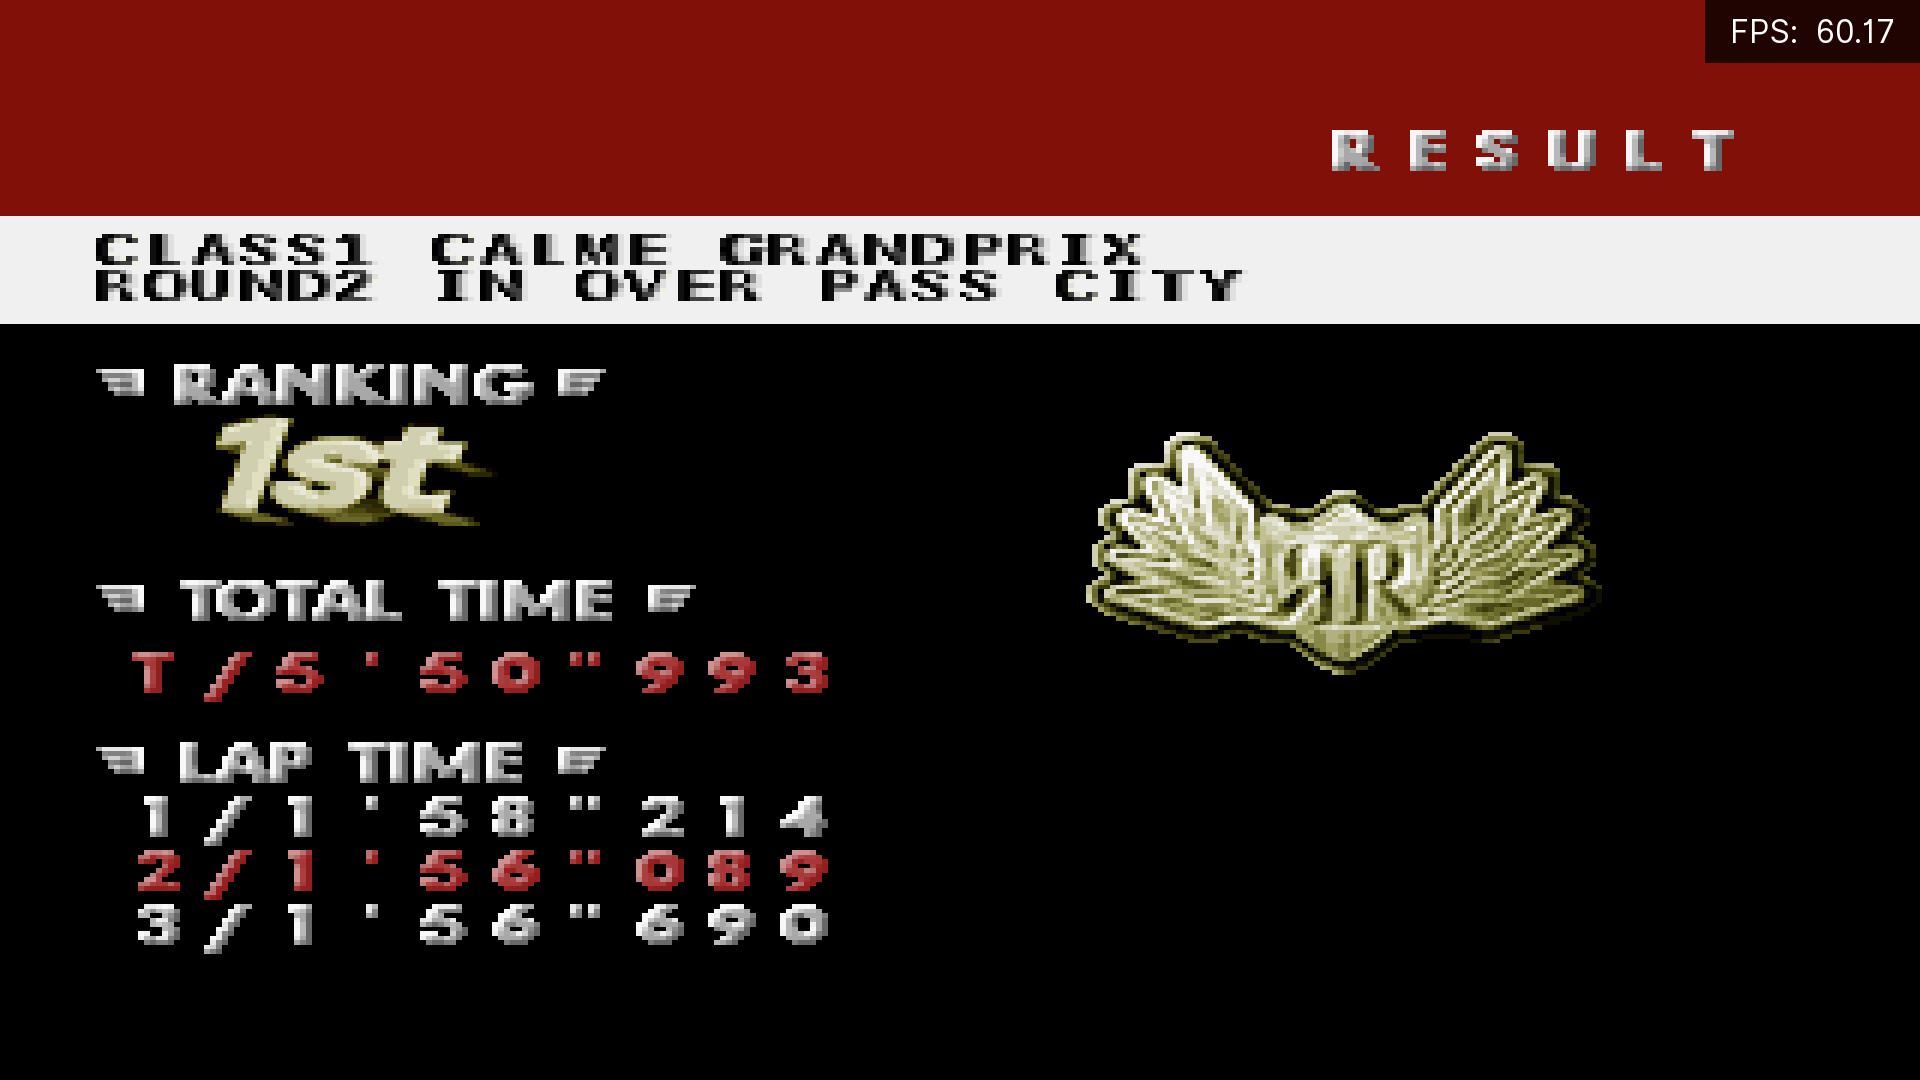 FPS: 60.17
RESULT
CLASS1 CALME GRANDPRIX
ROUND2 IN OVER PASS CITY
RANKING
1st
TOTAL TIME
T/5'50"993
LAP TIME
1/1'58"214
2/1'56"089
3/1'56"690